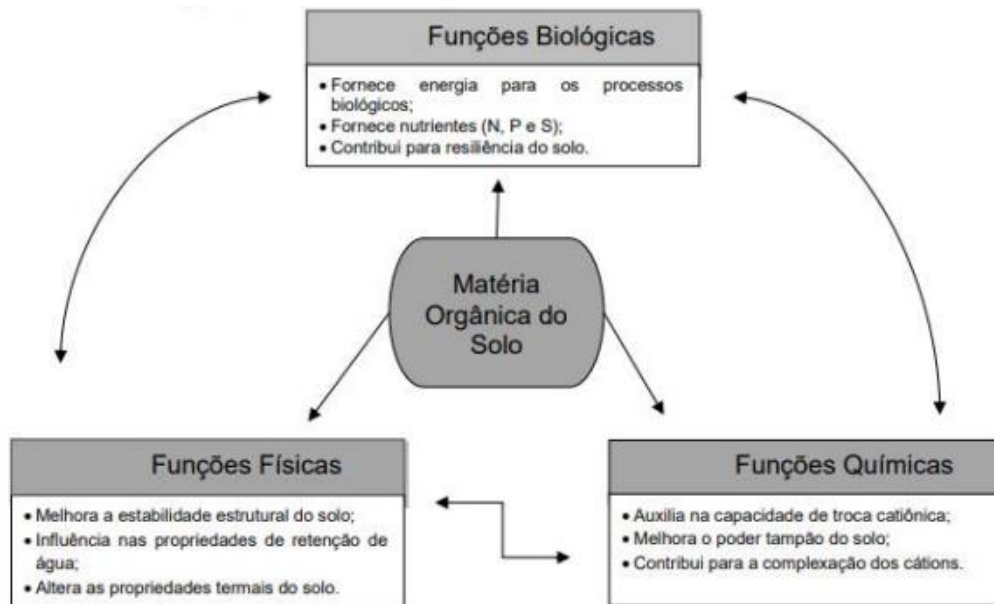 Funções Biológicas
• Fornece energia para os processos
biológicos;
• Fornece nutrientes (N, P e S);
• Contribui para resiliência do solo.
Matéria
Orgânica do
Solo
Funções Físicas
• Melhora a estabilidade estrutural do solo;
• Influência nas propriedades de retenção de
água;
• Altera as propriedades termais do solo.
Funções Químicas
• Auxilia na capacidade de troca catiônica;
• Melhora o poder tampão do solo;
• Contribui para a complexação dos cátions.